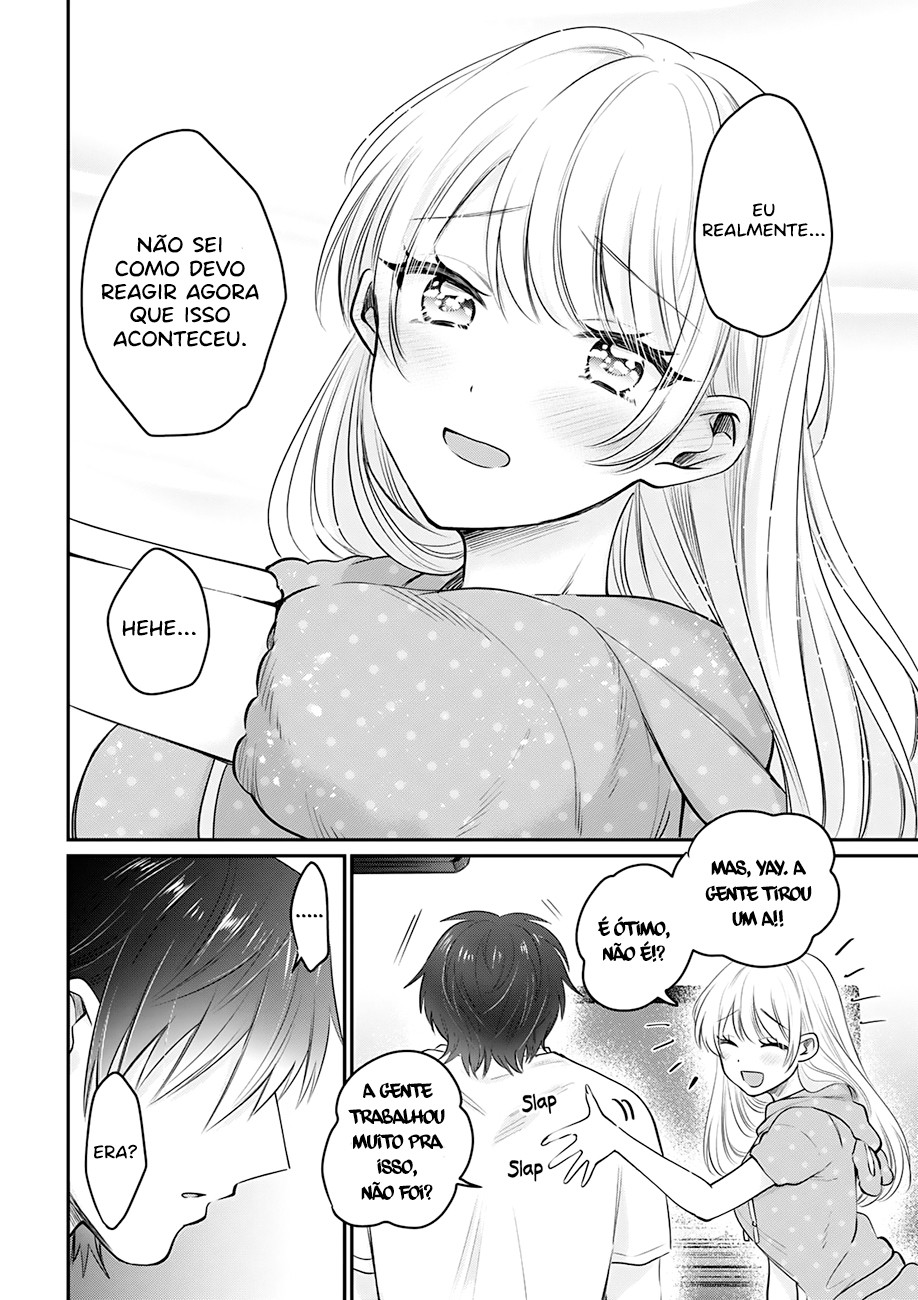 EU
REALMENTE...
NÃO SEI
COMO DEVO
REAGIR AGORA
QUE ISSO
ACONTECEU.
HEHE...
MAS, YAY. A
GENTE TIROU
UM A!!
É ÓTIMO,
NÃO É!?
Slap
Slap
A GENTE
TRABALHOU
MUITO PRA
ISSO,
NÃO FOI?
......
ERA?